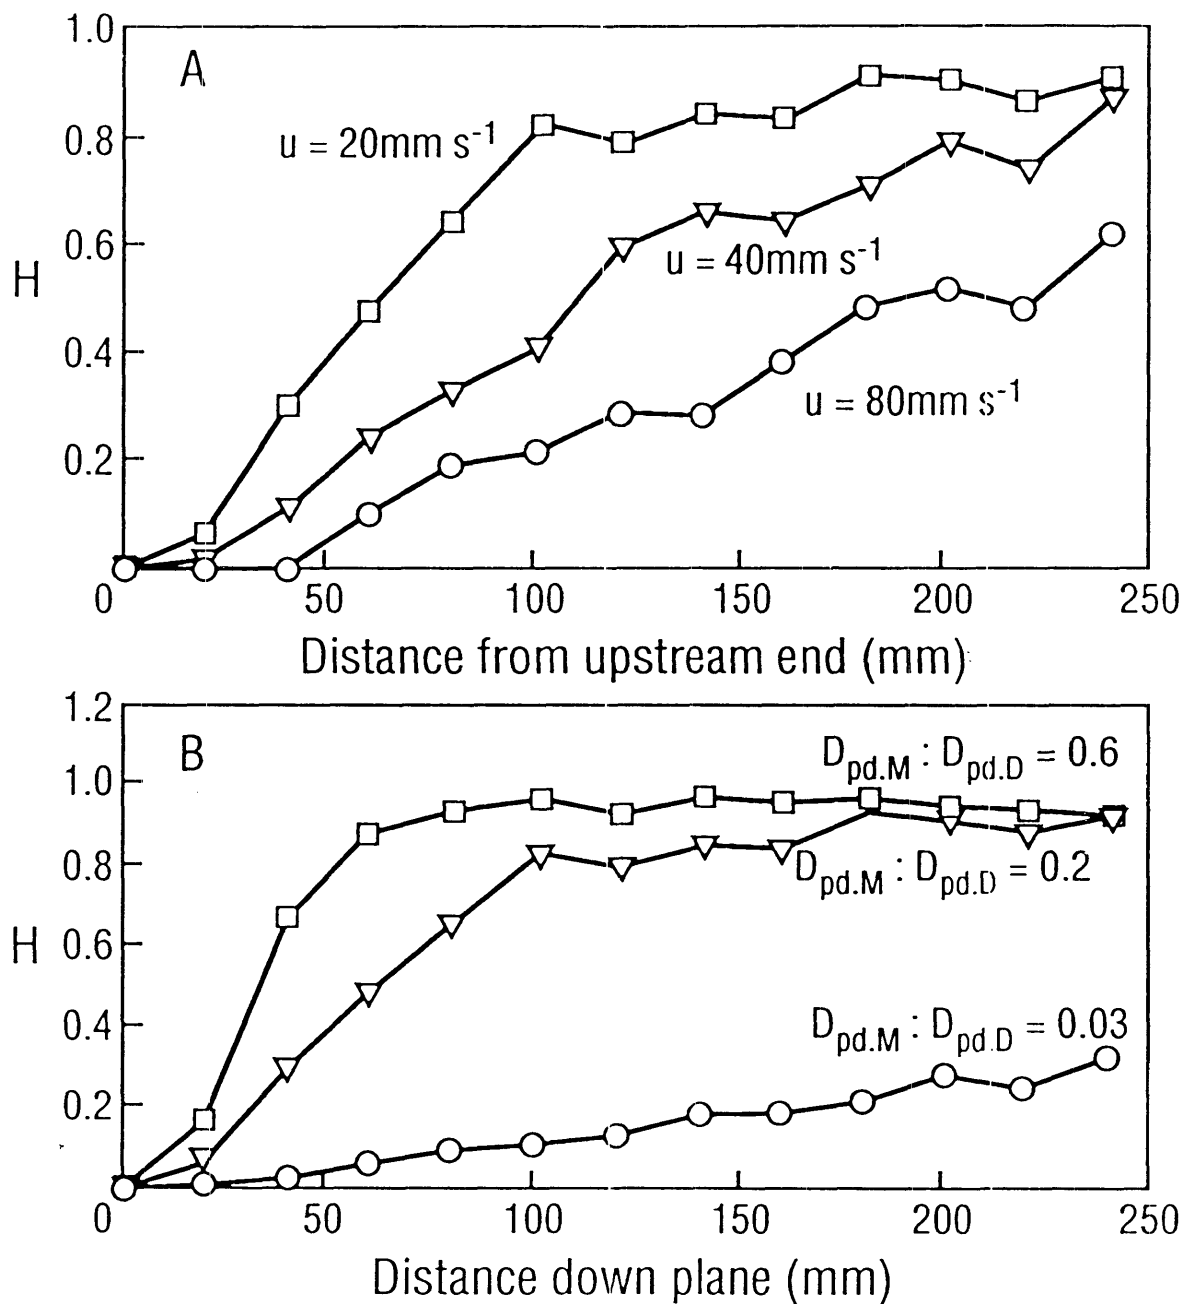 1.0
A
u = 20mm s-1
0.8
0.6
u = 40mm s-1
H
0.4
u = 80mm s-1
0.2
0 50 100 150 200 250
Distance from upstream end (mm)
1.2
B
Dpd.M : Dpd.D = 0.6
1.0
0.8
Dpd.M : Dpd.D = 0.2
H
0.6
0.4
Dpd.M : Dpd.D = 0.03
0.2
0 50 100 150 200 250
Distance down plane (mm)